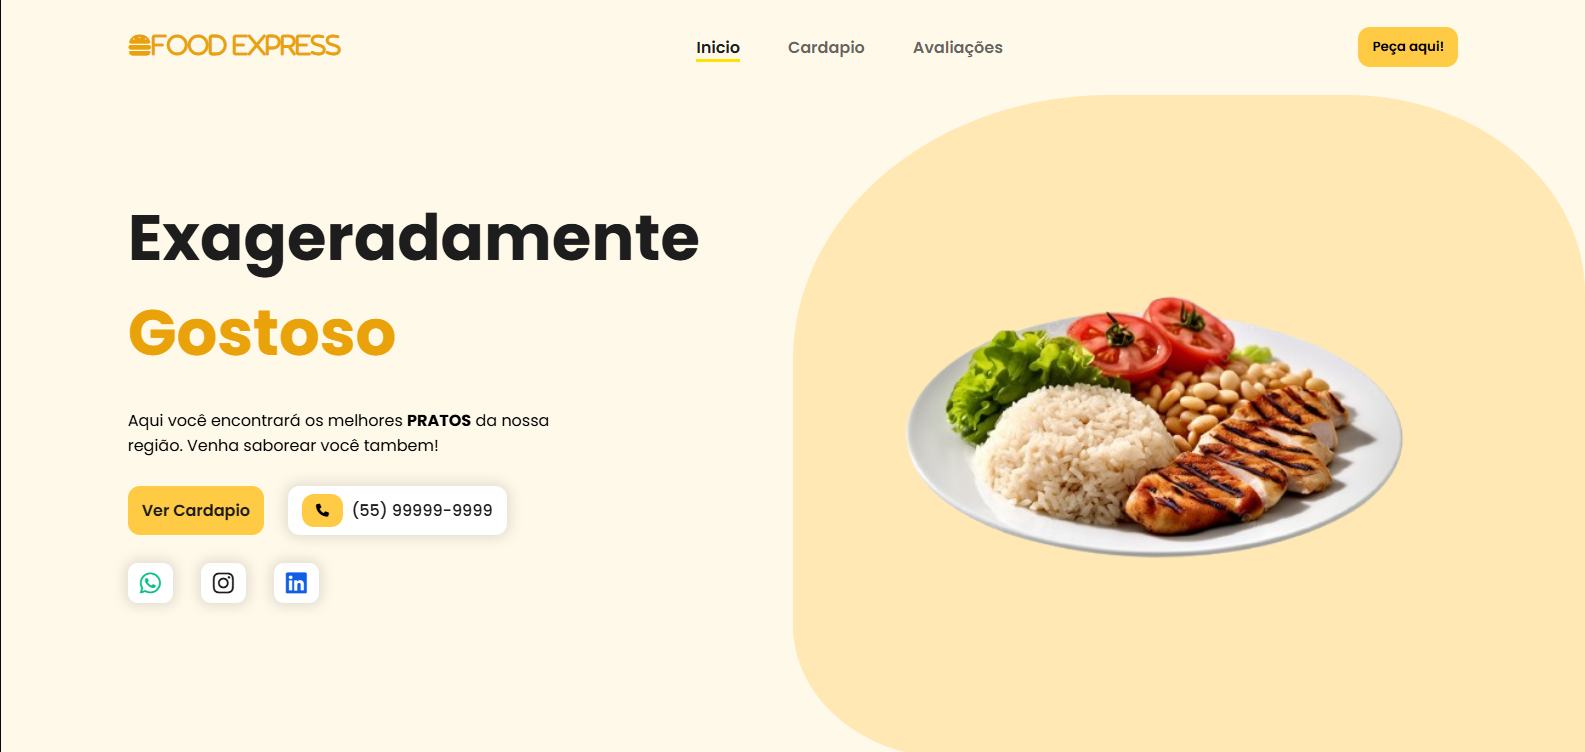 FOOD EXPRESS
Inicio
Cardapio
Avaliações
Peça aqui!
Exageradamente
Gostoso
Aqui você encontrará os melhores PRATOS da nossa
região. Venha saborear você tambem!
Ver Cardapio
(55) 99999-9999
in